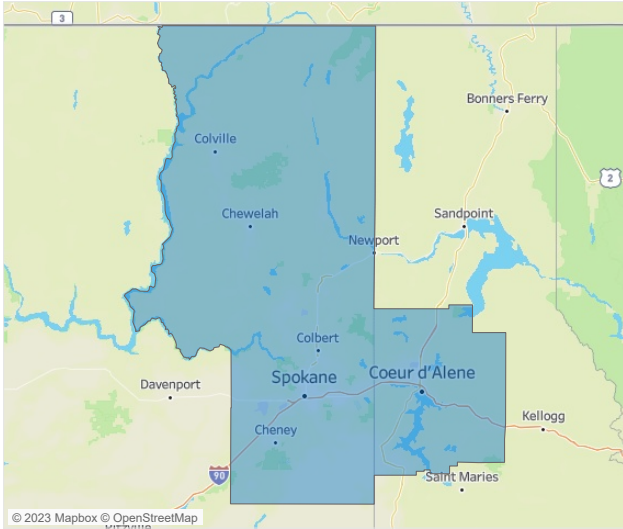 3
Bonners Ferry
Colville
2
Chewelah
Sandpoint
Newport
Colbert
Spokane
Coeur d'Alene
Davenport
Kellogg
Cheney
90
Saint Maries
© 2023 Mapbox © OpenStreetMap